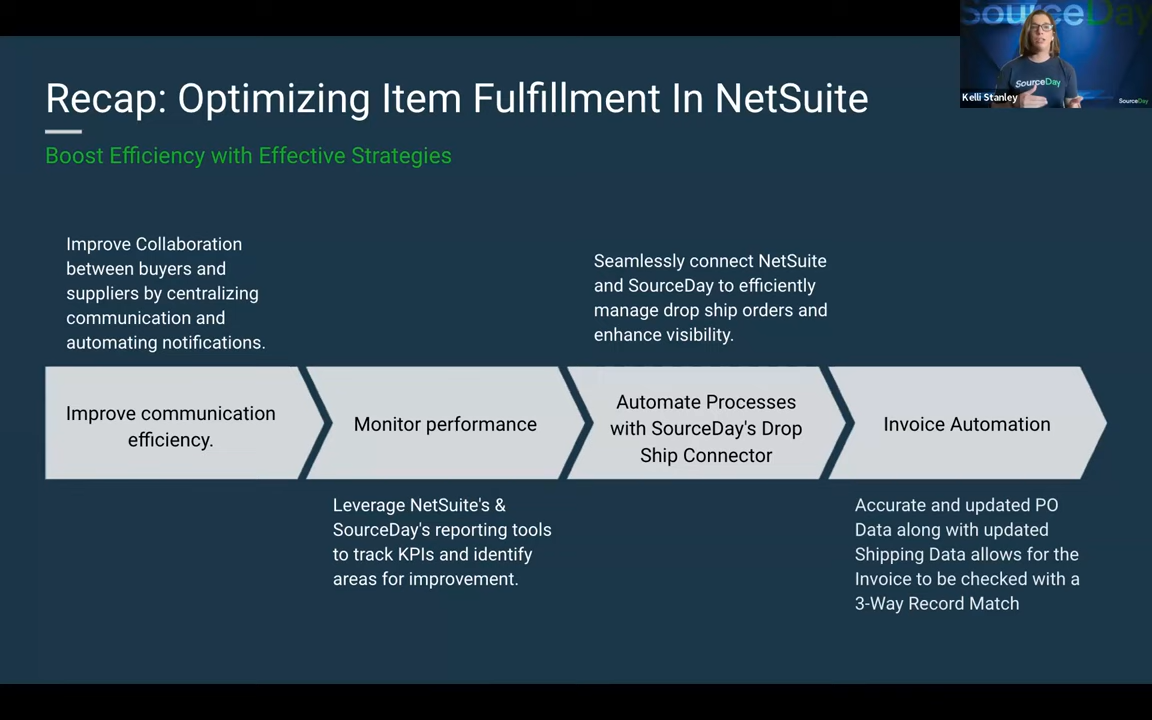 SourceDay
Recap: Optimizing Item Fulfillment In NetSuite
SourceDay
Kelli Stanley
SourceDay
Boost Efficiency with Effective Strategies
Improve Collaboration
between buyers and
suppliers by centralizing
communication and
automating notifications.
Seamlessly connect NetSuite
and SourceDay to efficiently
manage drop ship orders and
enhance visibility.
Improve communication
efficiency.
Monitor performance
Automate Processes
with SourceDay's Drop
Ship Connector
Invoice Automation
Leverage NetSuite's &
SourceDay's reporting tools
to track KPIs and identify
areas for improvement.
Accurate and updated PO
Data along with updated
Shipping Data allows for the
Invoice to be checked with a
3-Way Record Match